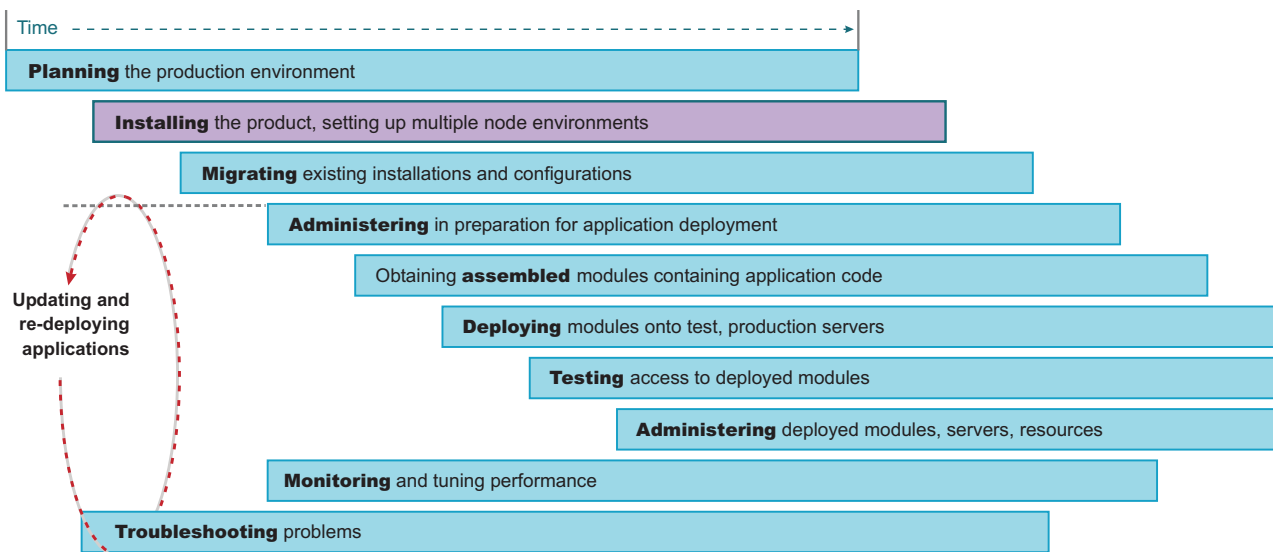 Time
Planning the production environment
Installing the product, setting up multiple node environments
Migrating existing installations and configurations
Administering in preparation for application deployment
Obtaining assembled modules containing application code
Updating and
re-deploying
applications
Deploying modules onto test, production servers
Testing access to deployed modules
Administering deployed modules, servers, resources
Monitoring and tuning performance
Troubleshooting problems